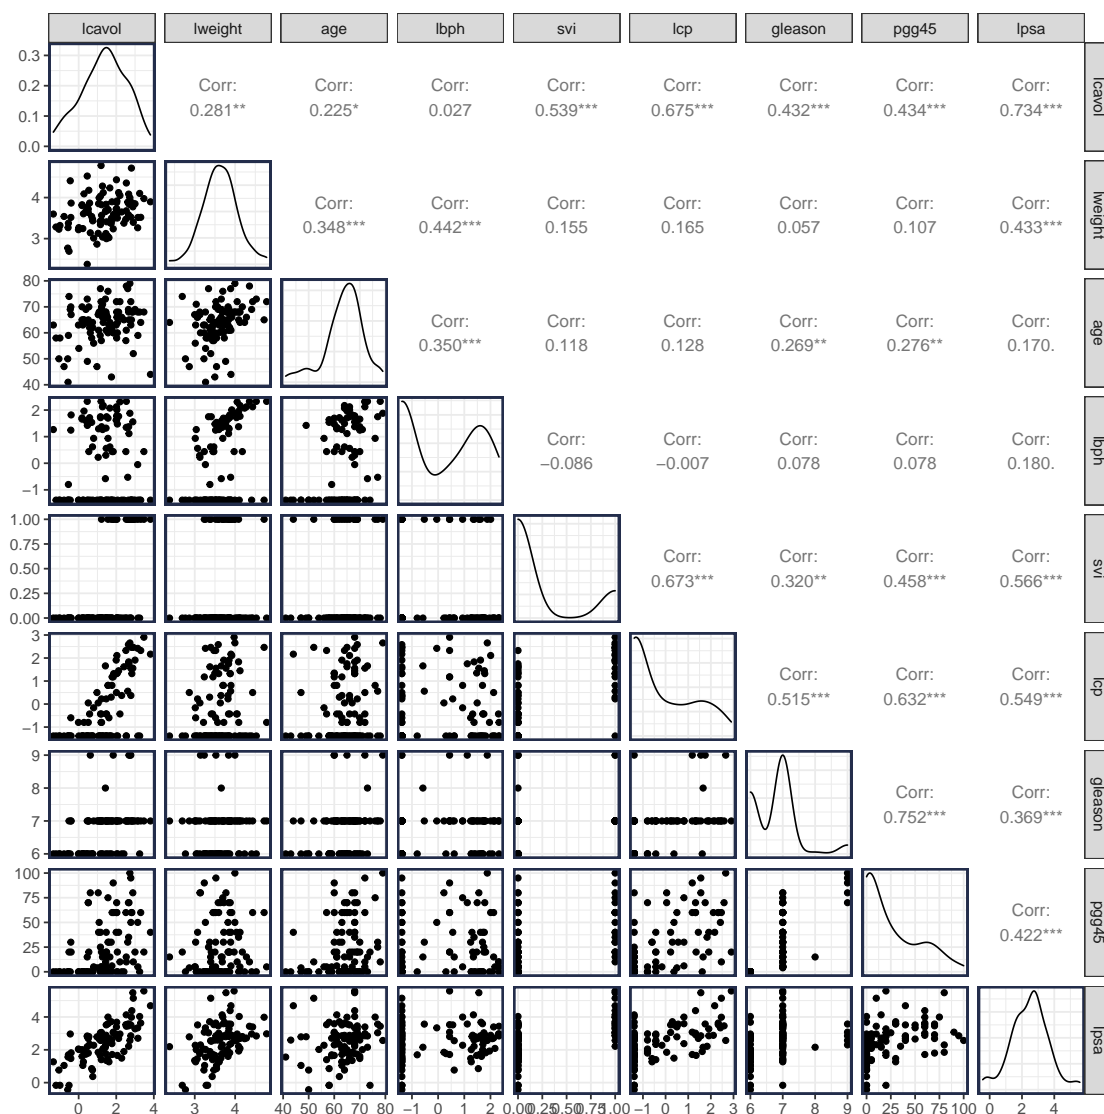 lcavol lweight age lbph svi lcp gleason pgg45 lpsa
0.3
0.2
0.1
0.0
Corr: Corr: Corr: Corr: Corr: Corr: Corr: Corr:
0.281** 0.225* 0.027 0.539*** 0.675*** 0.432*** 0.434*** 0.734***
lcavol
4
3
Corr: Corr: Corr: Corr: Corr: Corr: Corr:
0.348*** 0.442*** 0.155 0.165 0.057 0.107 0.433***
lweight
80
70
60
50
40
Corr: Corr: Corr: Corr: Corr: Corr:
0.350*** 0.118 0.128 0.269** 0.276** 0.170.
age
2
1
0
−1
Corr: Corr: Corr: Corr: Corr:
−0.086 −0.007 0.078 0.078 0.180.
lbph
1.00
0.75
0.50
0.25
0.00
Corr: Corr: Corr: Corr:
0.673*** 0.320** 0.458*** 0.566***
svi
3
2
1
0
−1
Corr: Corr: Corr:
0.515*** 0.632*** 0.549***
lcp
9
8
7
6
Corr: Corr:
0.752*** 0.369***
gleason
100
75
50
25
0
Corr:
0.422***
pgg45
4
2
0
lpsa
0 2 4 3 4 40 50 60 70 80 −1 0 1 2 0.00 0.25 0.50 0.75 1.00 −1 0 1 2 3 6 7 8 9 0 25 50 75 100 0 2 4